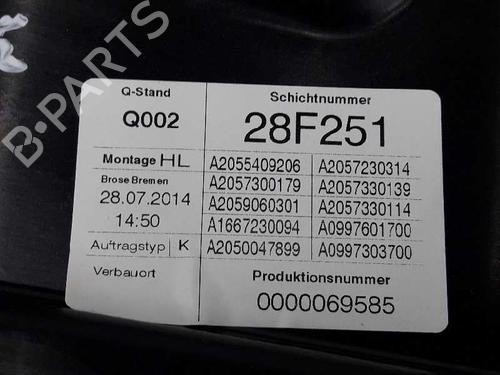 B-PARTS
Q-Stand
Q002
Schichtnummer
28F251
Montage HL
Brose Bremen
28.07.2014
14:50
Auftragstyp K
Verbauort
A2055409206 A2057230314
A2057300179 A2057330139
A2059060301 A2057330114
A1667230094 A0997601700
A2050047899 A0997303700
Produktionsnummer
0000069585